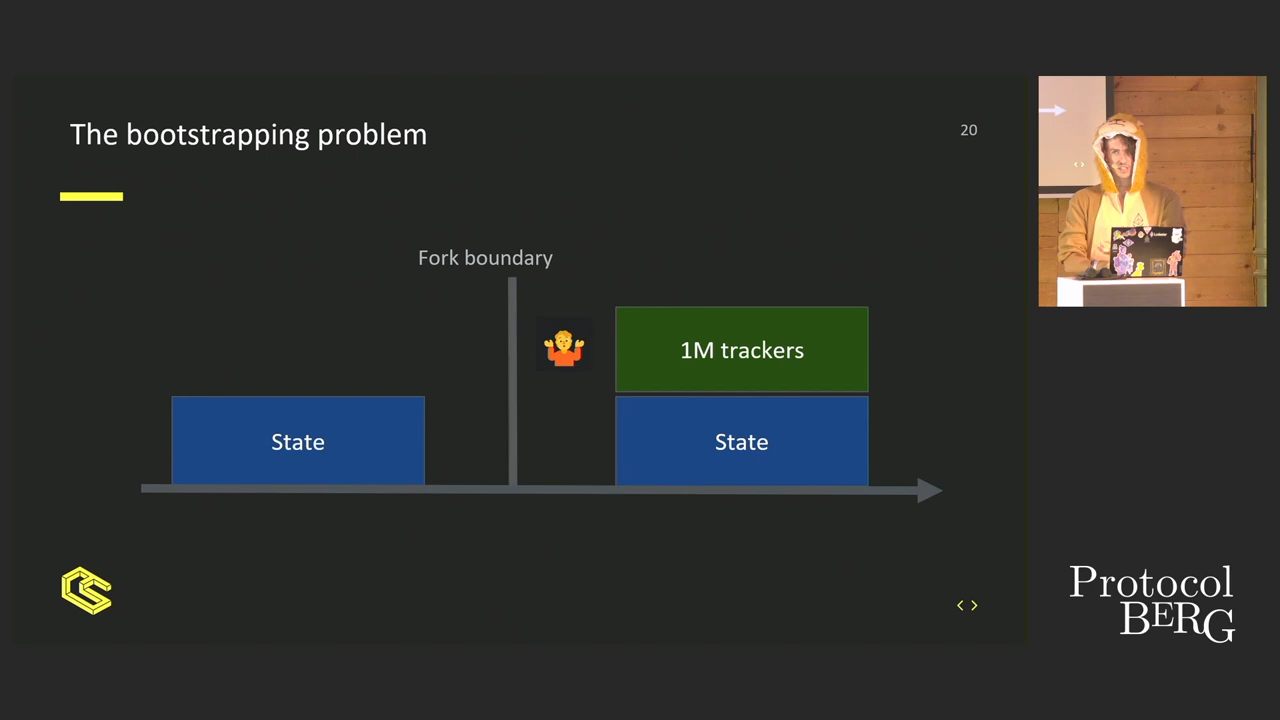 The bootstrapping problem
20
Fork boundary
1M trackers
State
State
Protocol
BERG